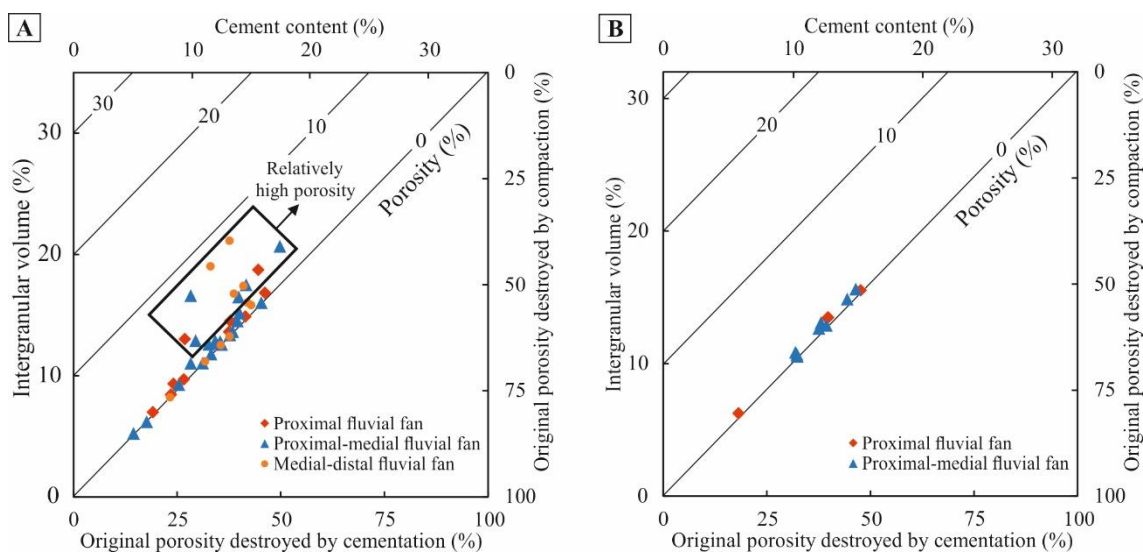 A
Cement content (%)
0
10
20
30
30
20
10
0
Porosity (%)
Relatively
high porosity
Intergranular volume (%)
30
20
10
0
0
25
50
75
100
Original porosity destroyed by compaction (%)
Proximal fluvial fan
Proximal-medial fluvial fan
Medial-distal fluvial fan
0
25
50
75
100
Original porosity destroyed by cementation (%)
B
Cement content (%)
0
10
20
30
20
10
0
Porosity (%)
Intergranular volume (%)
30
20
10
0
0
25
50
75
100
Original porosity destroyed by compaction (%)
Proximal fluvial fan
Proximal-medial fluvial fan
0
25
50
75
100
Original porosity destroyed by cementation (%)